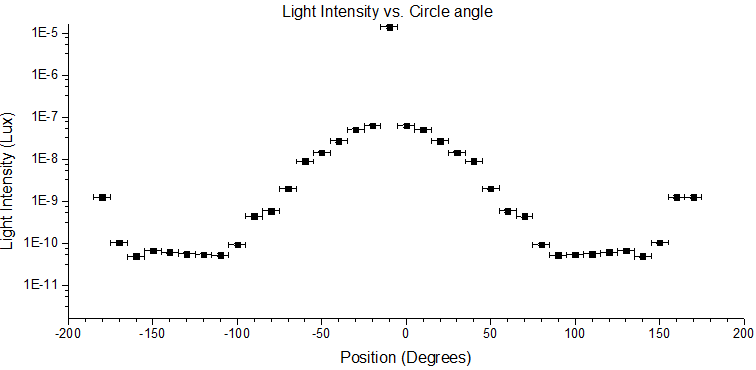 Light Intensity vs. Circle angle
Light Intensity (Lux)
1E-5
1E-6
1E-7
1E-8
1E-9
1E-10
1E-11
-200
-150
-100
-50
0
50
100
150
200
Position (Degrees)